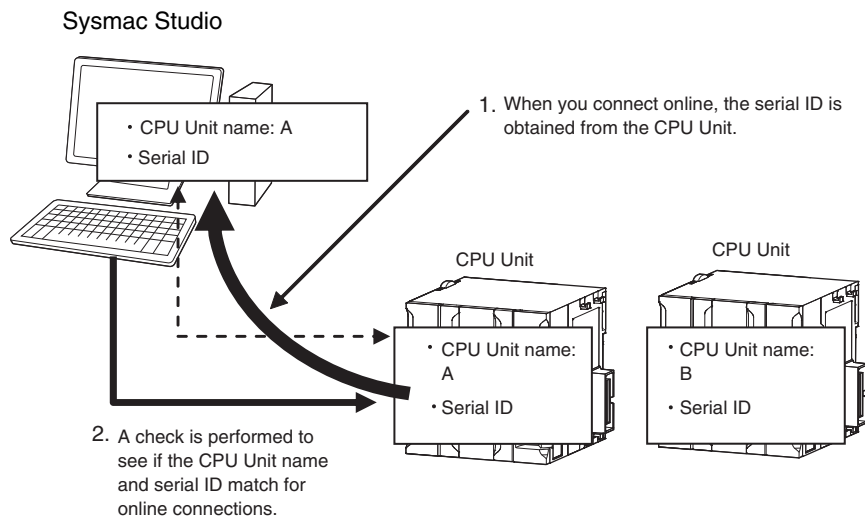 Sysmac Studio
• CPU Unit name: A
• Serial ID
1. When you connect online, the serial ID is
obtained from the CPU Unit.
CPU Unit
• CPU Unit name:
A
• Serial ID
CPU Unit
• CPU Unit name:
B
• Serial ID
2. A check is performed to
see if the CPU Unit name
and serial ID match for
online connections.